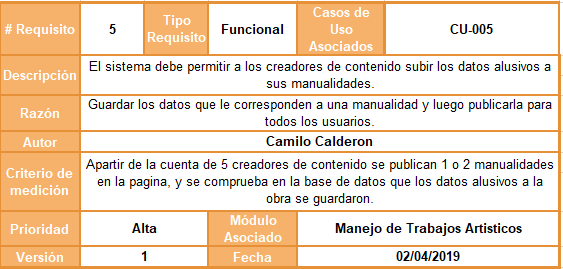 # Requisito 5 Tipo Requisito Funcional Casos de Uso Asociados CU-005
Descripción El sistema debe permitir a los creadores de contenido subir los datos alusivos a
sus manualidades.
Razón Guardar los datos que le corresponden a una manualidad y luego publicarla para
todos los usuarios.
Autor Camilo Calderon
Criterio de medición Apartir de la cuenta de 5 creadores de contenido se publican 1 o 2 manualidades
en la pagina, y se comprueba en la base de datos que los datos alusivos a la
obra se guardaron.
Prioridad Alta Módulo Asociado Manejo de Trabajos Artisticos
Versión 1 Fecha 02/04/2019